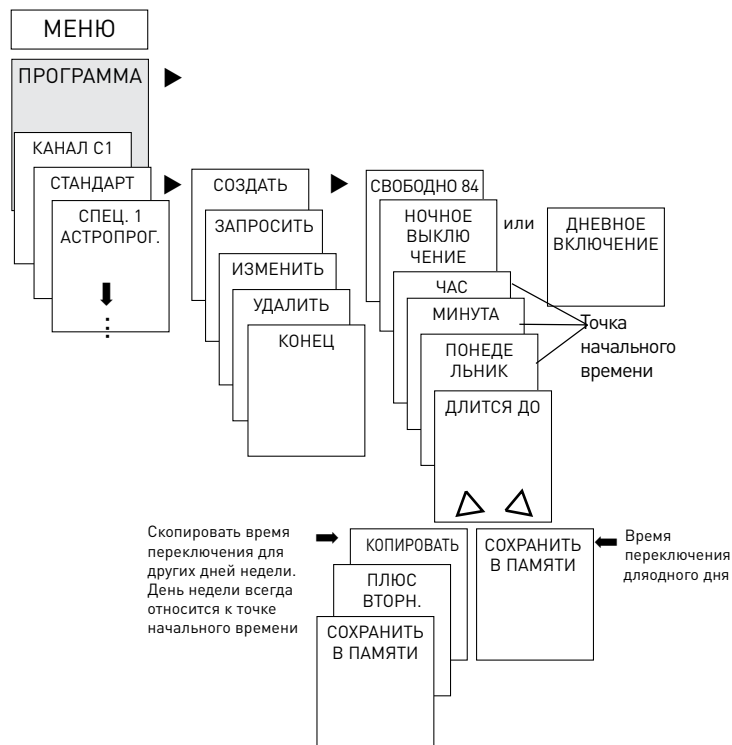 МЕНЮ
ПРОГРАММА
КАНАЛ С1
СТАНДАРТ
СПЕЦ. 1
АСТРОПРОГ.
СОЗДАТЬ
ЗАПРОСИТЬ
ИЗМЕНИТЬ
УДАЛИТЬ
КОНЕЦ
СВОБОДНО 84
НОЧНОЕ
ВЫКЛЮ
ЧЕНИЕ
или
ДНЕВНОЕ
ВКЛЮЧЕНИЕ
ЧАС
МИНУТА
ПОНЕДЕ
ЛЬНИК
Точка
начального
времени
ДЛИТСЯ ДО
Скопировать время
переключения для
других дней недели.
День недели всегда
относится к точке
начального времени
КОПИРОВАТЬ
ПЛЮС
ВТОРН.
СОХРАНИТЬ
В ПАМЯТИ
СОХРАНИТЬ
В ПАМЯТИ
Время
переключения
дляодного дня